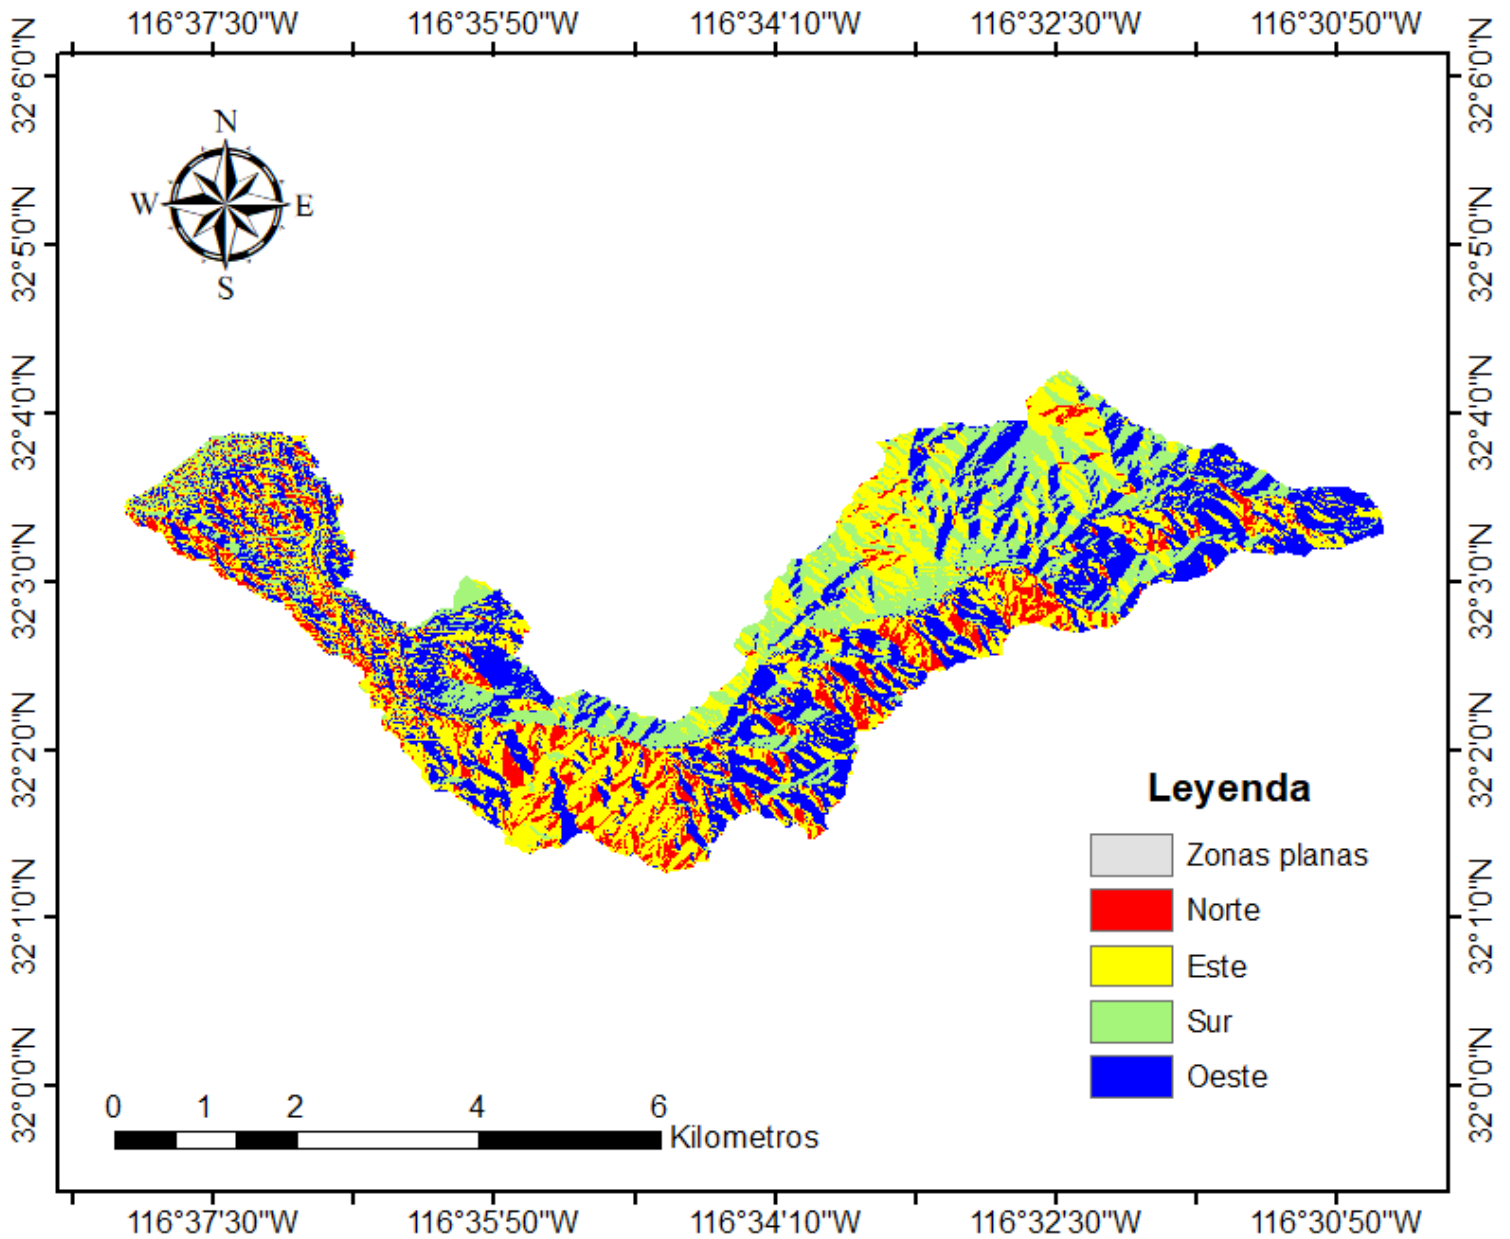 116°37'30"W 116°35'50"W 116°34'10"W 116°32'30"W 116°30'50"W
32°6'0"N 32°6'0"N
N
W E
S
32°5'0"N 32°5'0"N
32°4'0"N 32°4'0"N
32°3'0"N 32°3'0"N
32°2'0"N 32°2'0"N
Leyenda
Zonas planas
Norte
32°1'0"N 32°1'0"N
Este
Sur
Oeste
32°0'0"N 32°0'0"N
0 1 2 4 6
Kilometros
116°37'30"W 116°35'50"W 116°34'10"W 116°32'30"W 116°30'50"W